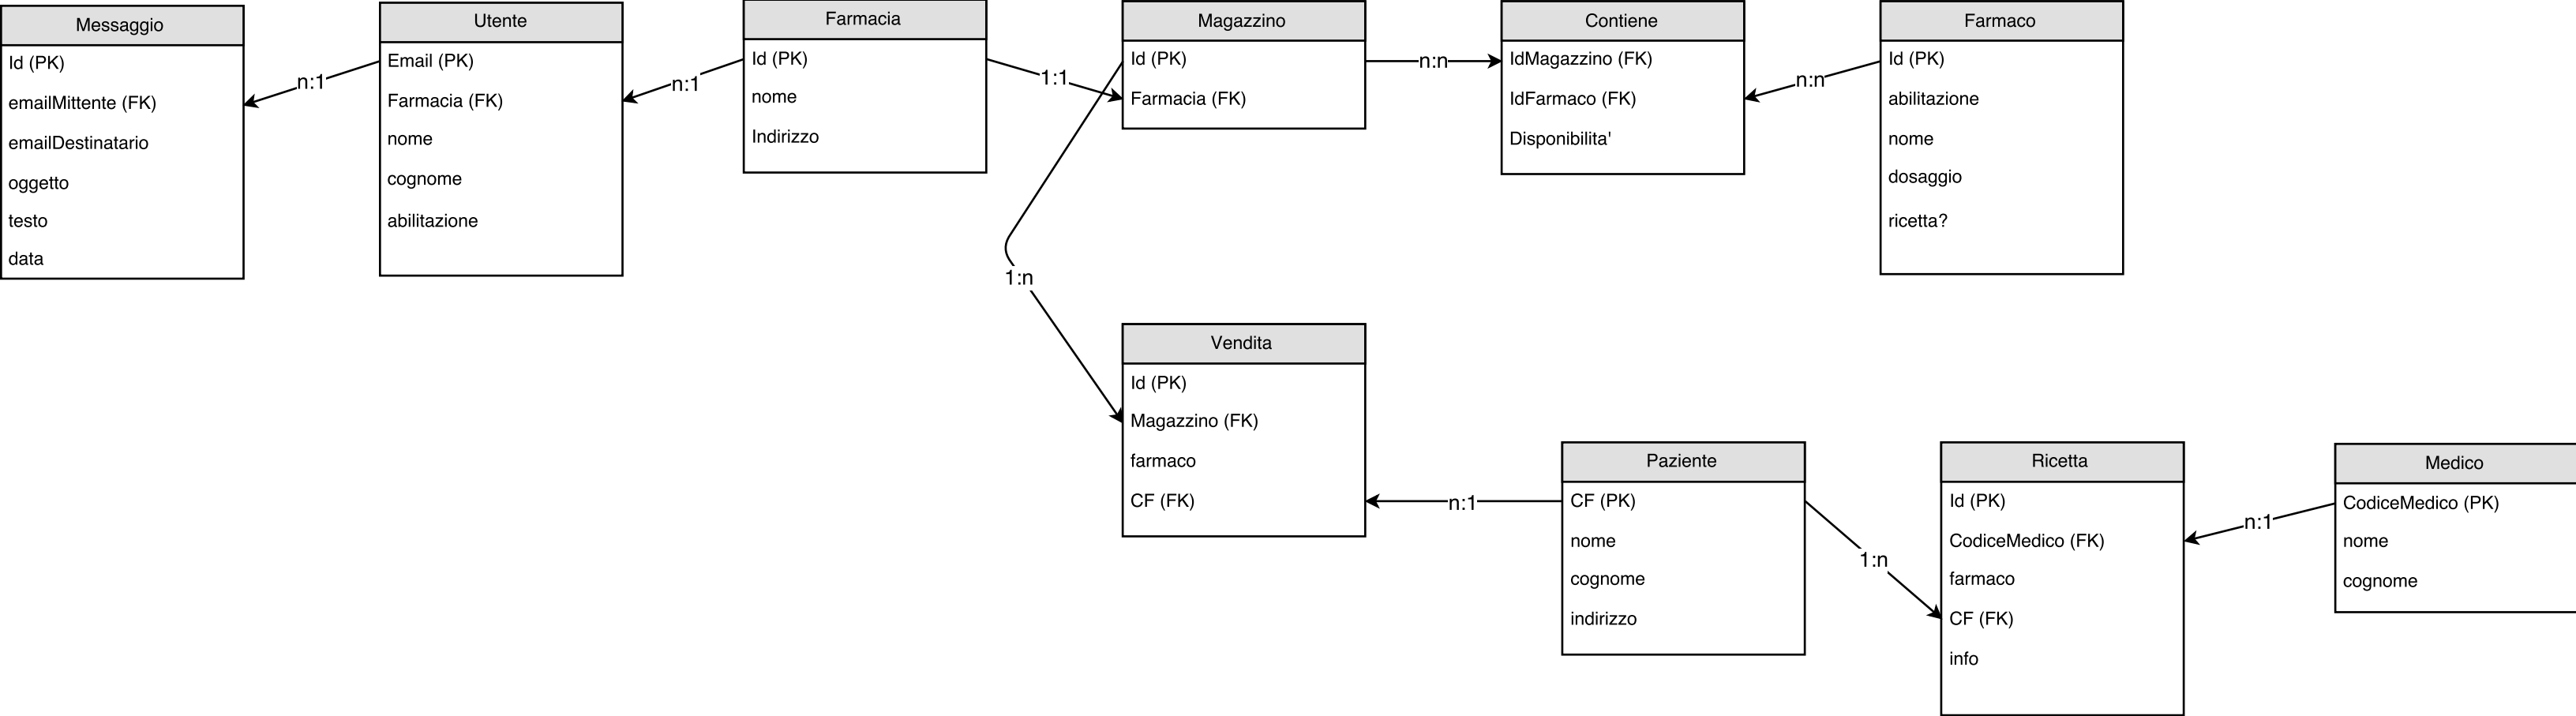 Messaggio
Id (PK)
emailMittente (FK)
emailDestinatario
oggetto
testo
data
n:1
Utente
Email (PK)
Farmacia (FK)
nome
cognome
abilitazione
n:1
Farmacia
Id (PK)
nome
Indirizzo
1:1
Magazzino
Id (PK)
Farmacia (FK)
n:n
Contiene
IdMagazzino (FK)
IdFarmaco (FK)
Disponibilita'
n:n
Farmaco
Id (PK)
abilitazione
nome
dosaggio
ricetta?
1:n
Vendita
Id (PK)
Magazzino (FK)
farmaco
CF (FK)
n:1
Paziente
CF (PK)
nome
cognome
indirizzo
1:n
Ricetta
Id (PK)
CodiceMedico (FK)
farmaco
CF (FK)
info
n:1
Medico
CodiceMedico (PK)
nome
cognome